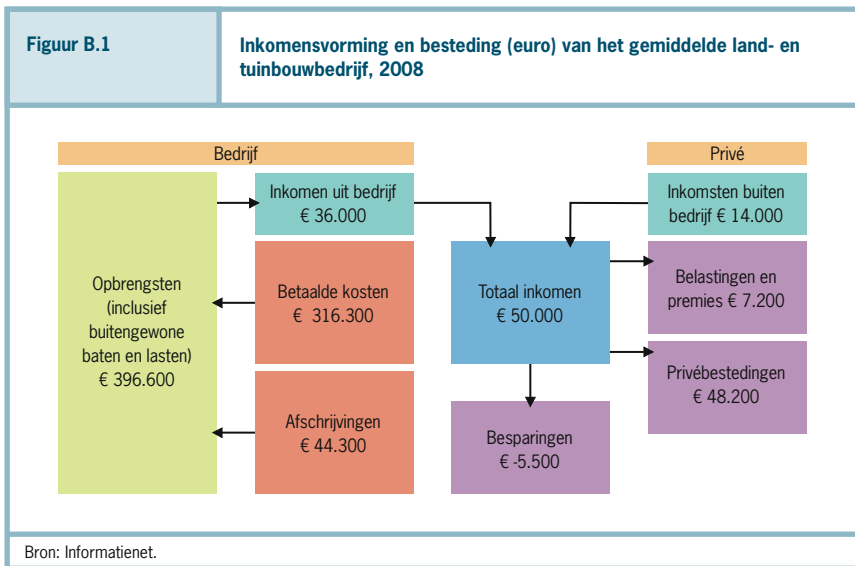 Figuur B.1
Inkomensvorming en besteding (euro) van het gemiddelde land- en
tuinbouwbedrijf, 2008
Bedrijf
Privé
Opbrengsten
(inclusief
buitengewone
baten en lasten)
€ 396.600
Inkomen uit bedrijf
€ 36.000
Betaalde kosten
€ 316.300
Afschrijvingen
€ 44.300
Totaal inkomen
€ 50.000
Besparingen
€ -5.500
Inkomsten buiten
bedrijf € 14.000
Belastingen en
premies € 7.200
Privébestedingen
€ 48.200
Bron: Informatienet.